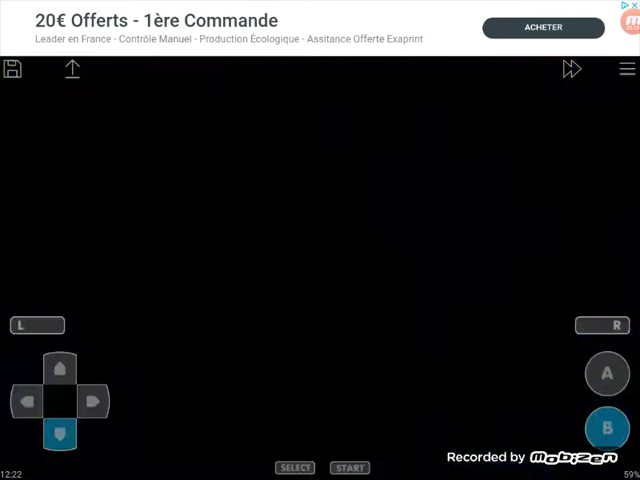 20€ Offerts - 1ère Commande
Leader en France - Contrôle Manuel - Production Écologique - Assitance Offerte Exaprint
ACHETER
L
R
A
B
SELECT
START
Recorded by MOBIZEN
12:22
59%